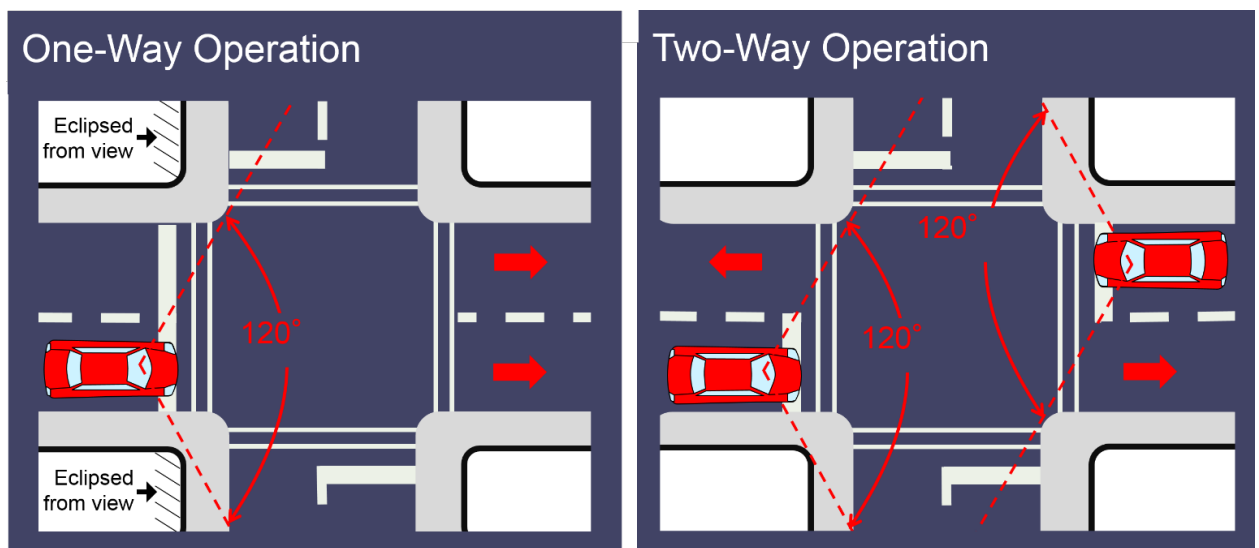 One-Way Operation
Eclipsed
from view
120°
Eclipsed
from view
Two-Way Operation
120°
120°